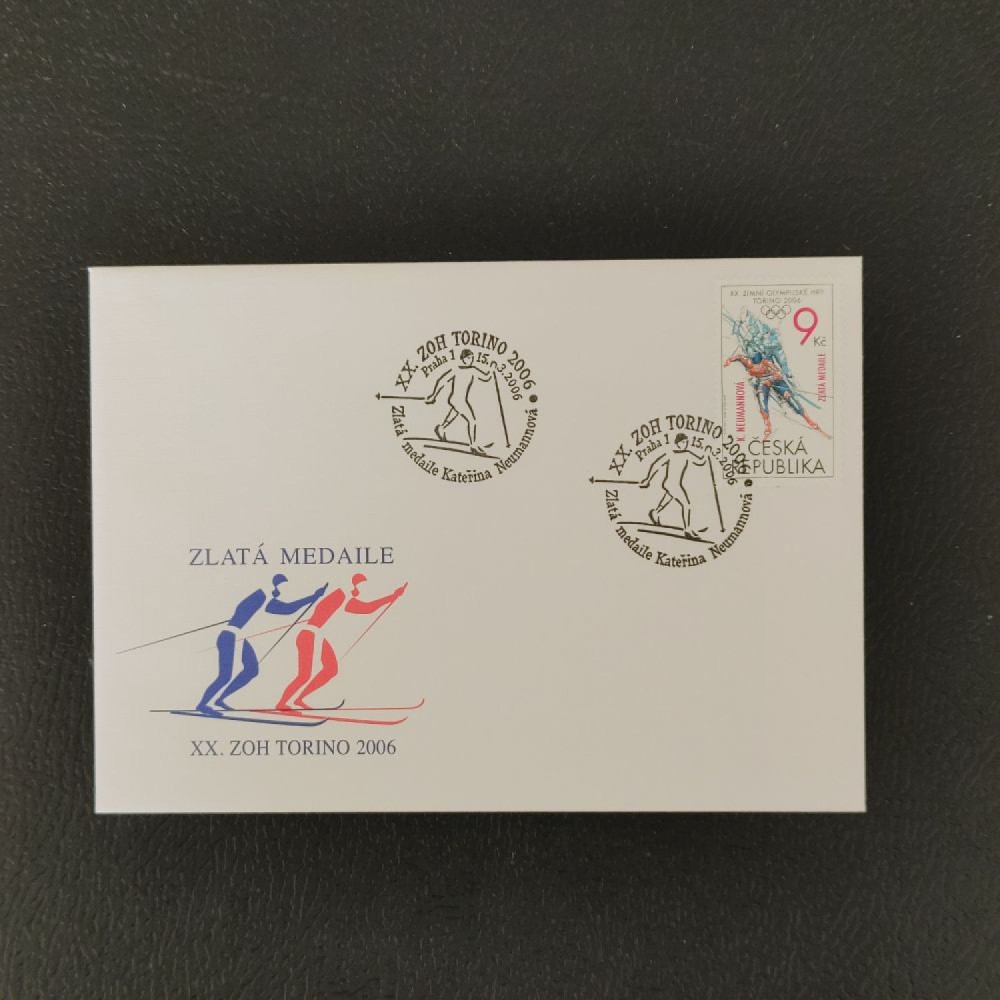 XX. ZIMNÍ OLYMPIJSKÉ HRY
TORINO 2006
9 Kč
K. NEUMANNOVÁ
ZLATÁ MEDAILE
ČESKÁ
REPUBLIKA
XX. ZOH TORINO 2006
Praha 1 15.3.2006
Zlatá medaile Kateřina Neumannová
XX. ZOH TORINO 2006
Praha 1 15.3.2006
Zlatá medaile Kateřina Neumannová
ZLATÁ MEDAILE
XX. ZOH TORINO 2006